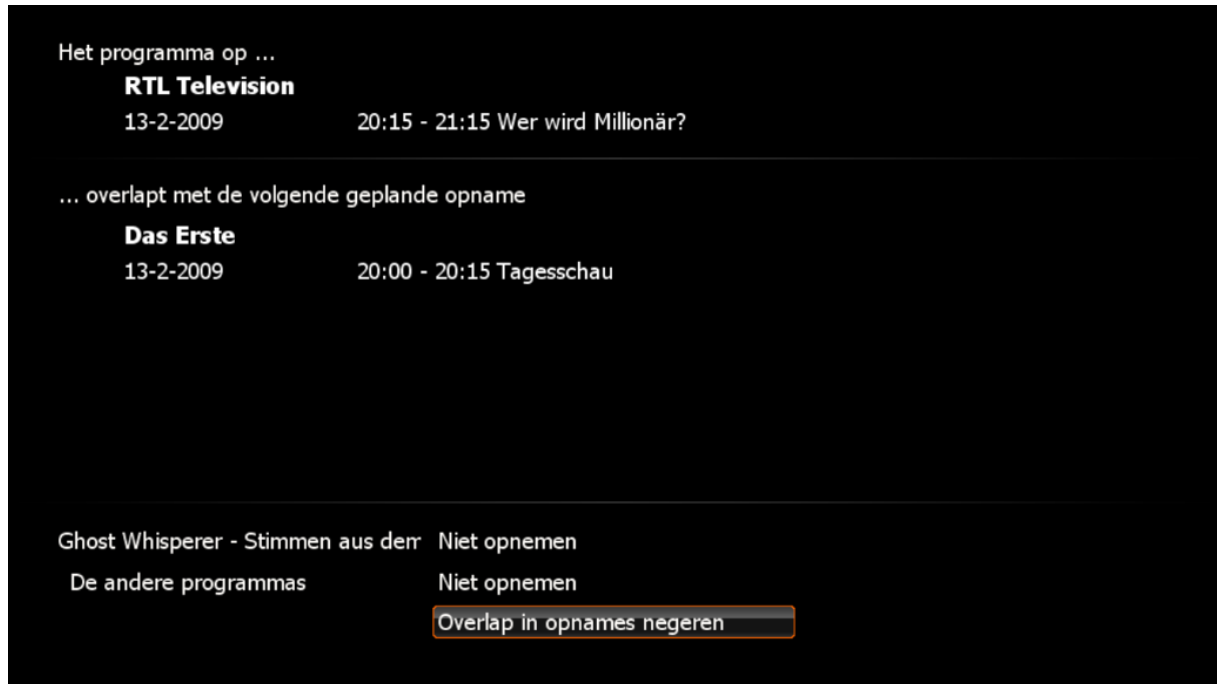 Het programma op ...
RTL Television
13-2-2009 20:15 - 21:15 Wer wird Millionär?
... overlapt met de volgende geplande opname
Das Erste
13-2-2009 20:00 - 20:15 Tagesschau
Ghost Whisperer - Stimmen aus dem Niet opnemen
De andere programmas Niet opnemen
Overlap in opnames negeren